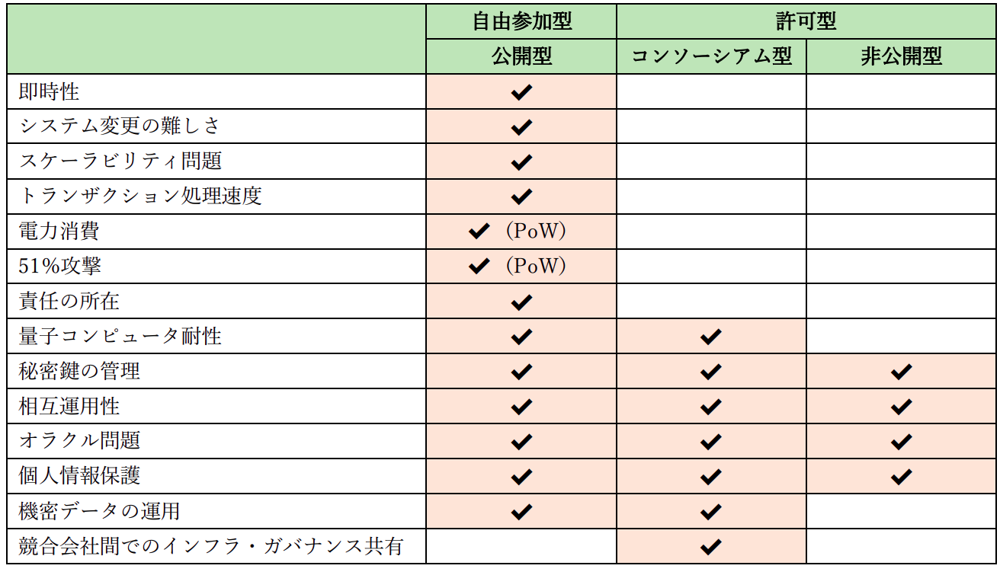 自由参加型 許可型
公開型 コンソーシアム型 非公開型
即時性 ✔
システム変更の難しさ ✔
スケーラビリティ問題 ✔
トランザクション処理速度 ✔
電力消費 ✔（PoW）
51％攻撃 ✔（PoW）
責任の所在 ✔
量子コンピュータ耐性 ✔ ✔
秘密鍵の管理 ✔ ✔ ✔
相互運用性 ✔ ✔ ✔
オラクル問題 ✔ ✔ ✔
個人情報保護 ✔ ✔ ✔
機密データの運用 ✔ ✔
競合会社間でのインフラ・ガバナンス共有 ✔